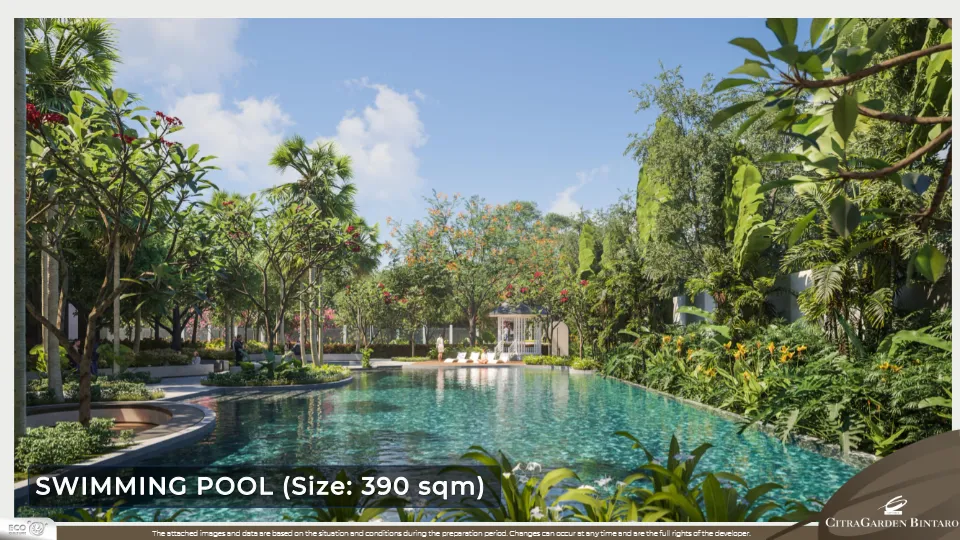 SWIMMING POOL (Size: 390 sqm)
ECO
CITRAGARDEN BINTARO
The attached images and data are based on the situation and conditions during the preparation period. Changes can occur at any time and are the full rights of the developer.